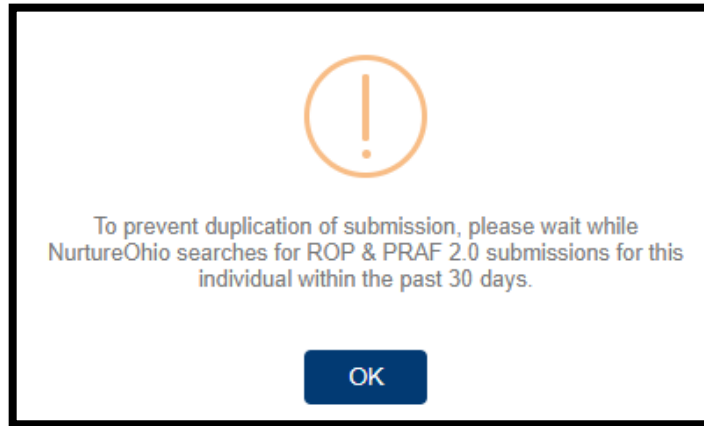 To prevent duplication of submission, please wait while
NurtureOhio searches for ROP & PRAF 2.0 submissions for this
individual within the past 30 days.
OK